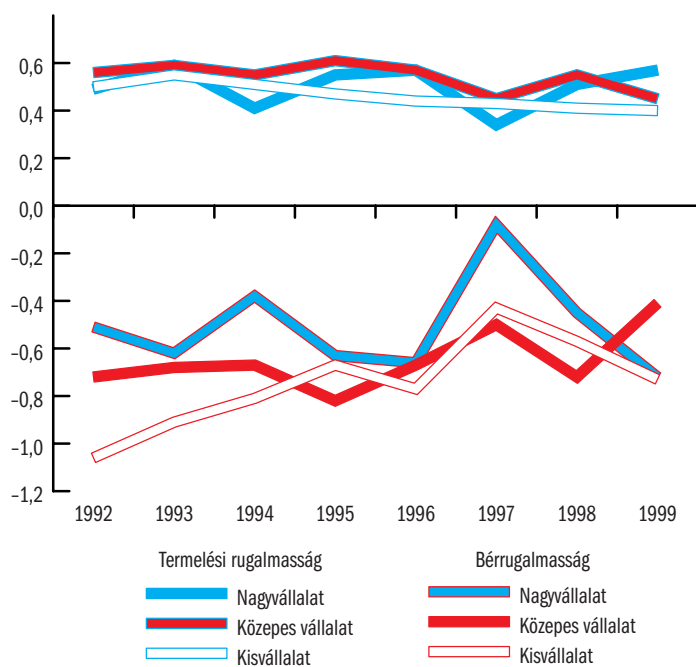 0,6
0,4
0,2
0,0
–0,2
–0,4
–0,6
–0,8
–1,0
–1,2
1992 1993 1994 1995 1996 1997 1998 1999
Termelési rugalmasság Bérrugalmasság
Nagyvállalat Nagyvállalat
Közepes vállalat Közepes vállalat
Kisvállalat Kisvállalat